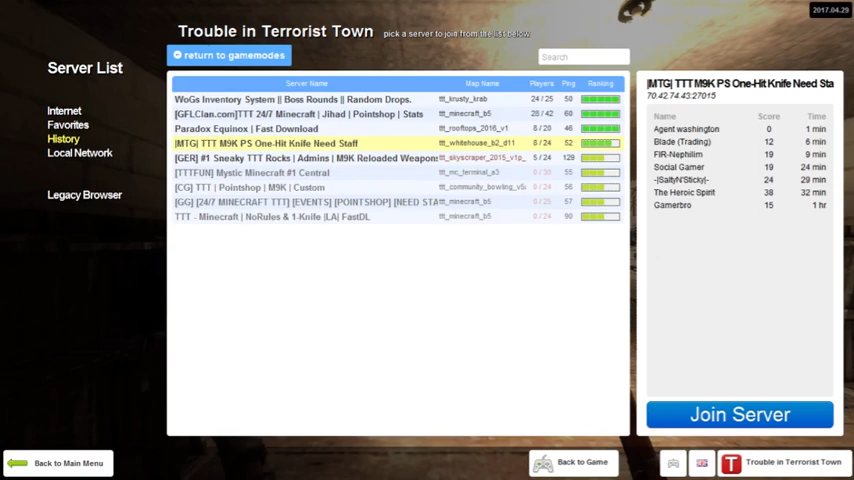 2017.04.29
Trouble in Terrorist Town pick a server to join from the list below
Server List
return to gamemodes
Search
Internet
Favorites
History
Local Network
Legacy Browser
Server Name Map Name Players Ping Ranking
WoGs Inventory System || Boss Rounds || Random Drops. ttt_krusty_krab 24 / 25 50
[GFLClan.com]TTT 24/7 Minecraft | Jihad | Pointshop | Stats ttt_minecraft_b5 28 / 42 60
Paradox Equinox | Fast Download ttt_rooftops_2016_v1 8 / 20 46
|MTG| TTT M9K PS One-Hit Knife Need Staff ttt_whitehouse_b2_d11 8 / 24 52
[GER] #1 Sneaky TTT Rocks | Admins | M9K Reloaded Weapons ttt_skyscraper_2015_v1p_ 5 / 24 129
[TTTFUN] Mystic Minecraft #1 Central ttt_mc_terminal_a3 0 / 30 55
[CG] TTT | Pointshop | M9K | Custom ttt_community_bowling_v5a 0 / 24 56
[GG] [24/7 MINECRAFT TTT] [EVENTS] [POINTSHOP] [NEED STA ttt_minecraft_b5 0 / 25 57
TTT - Minecraft | NoRules & 1-Knife |LA| FastDL ttt_minecraft_b5 0 / 24 90
|MTG| TTT M9K PS One-Hit Knife Need Sta
70.42.74.43:27015
Name Score Time
Agent washington 0 1 min
Blade (Trading) 12 6 min
FIR-Nephilim 19 9 min
Social Gamer 19 24 min
-|SaltyN'Sticky|- 24 29 min
The Heroic Spirit 38 32 min
Gamerbro 15 1 hr
Join Server
Back to Main Menu
Back to Game
Trouble in Terrorist Town